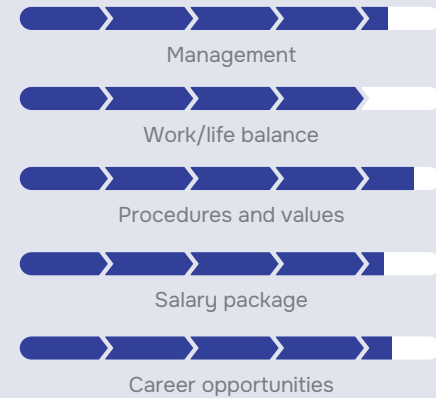 Management
Work/life balance
Procedures and values
Salary package
Career opportunities